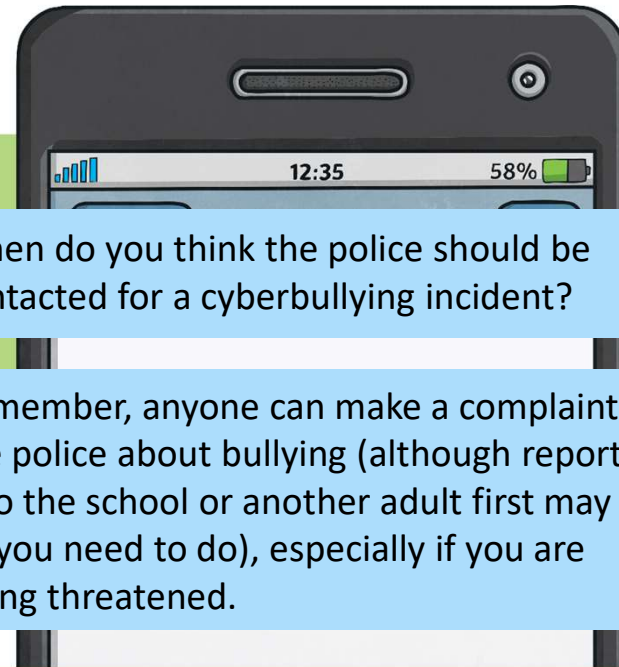 12:35 58%
hen do you think the police should be
ntacted for a cyberbullying incident?
member, anyone can make a complaint
e police about bullying (although report
o the school or another adult first may
you need to do), especially if you are
ng threatened.